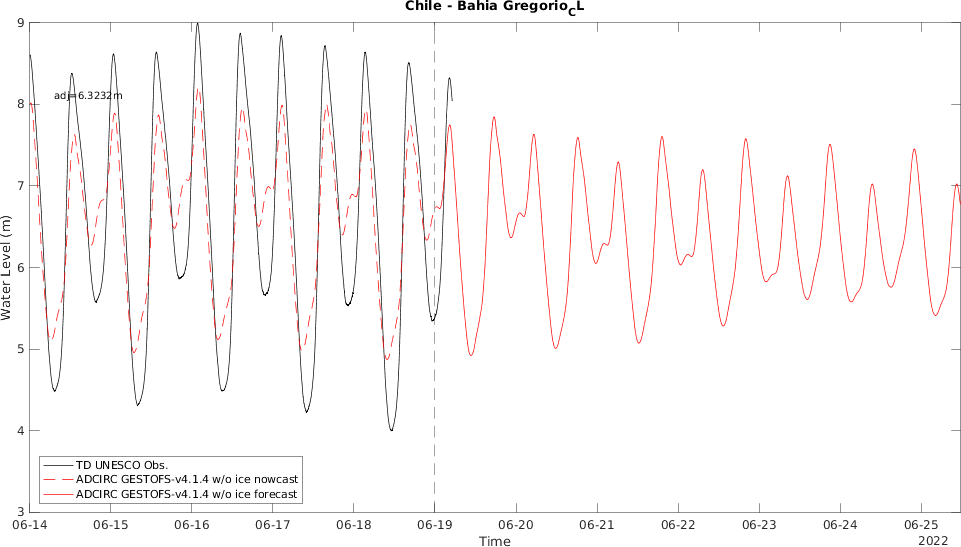 Chile - Bahia Gregorio_CL
9
8
7
6
5
4
3
Water Level (m)
adj=6.3232m
TD UNESCO Obs.
ADCIRC GESTOFS-v4.1.4 w/o ice nowcast
ADCIRC GESTOFS-v4.1.4 w/o ice forecast
06-14 06-15 06-16 06-17 06-18 06-19 06-20 06-21 06-22 06-23 06-24 06-25
Time
2022